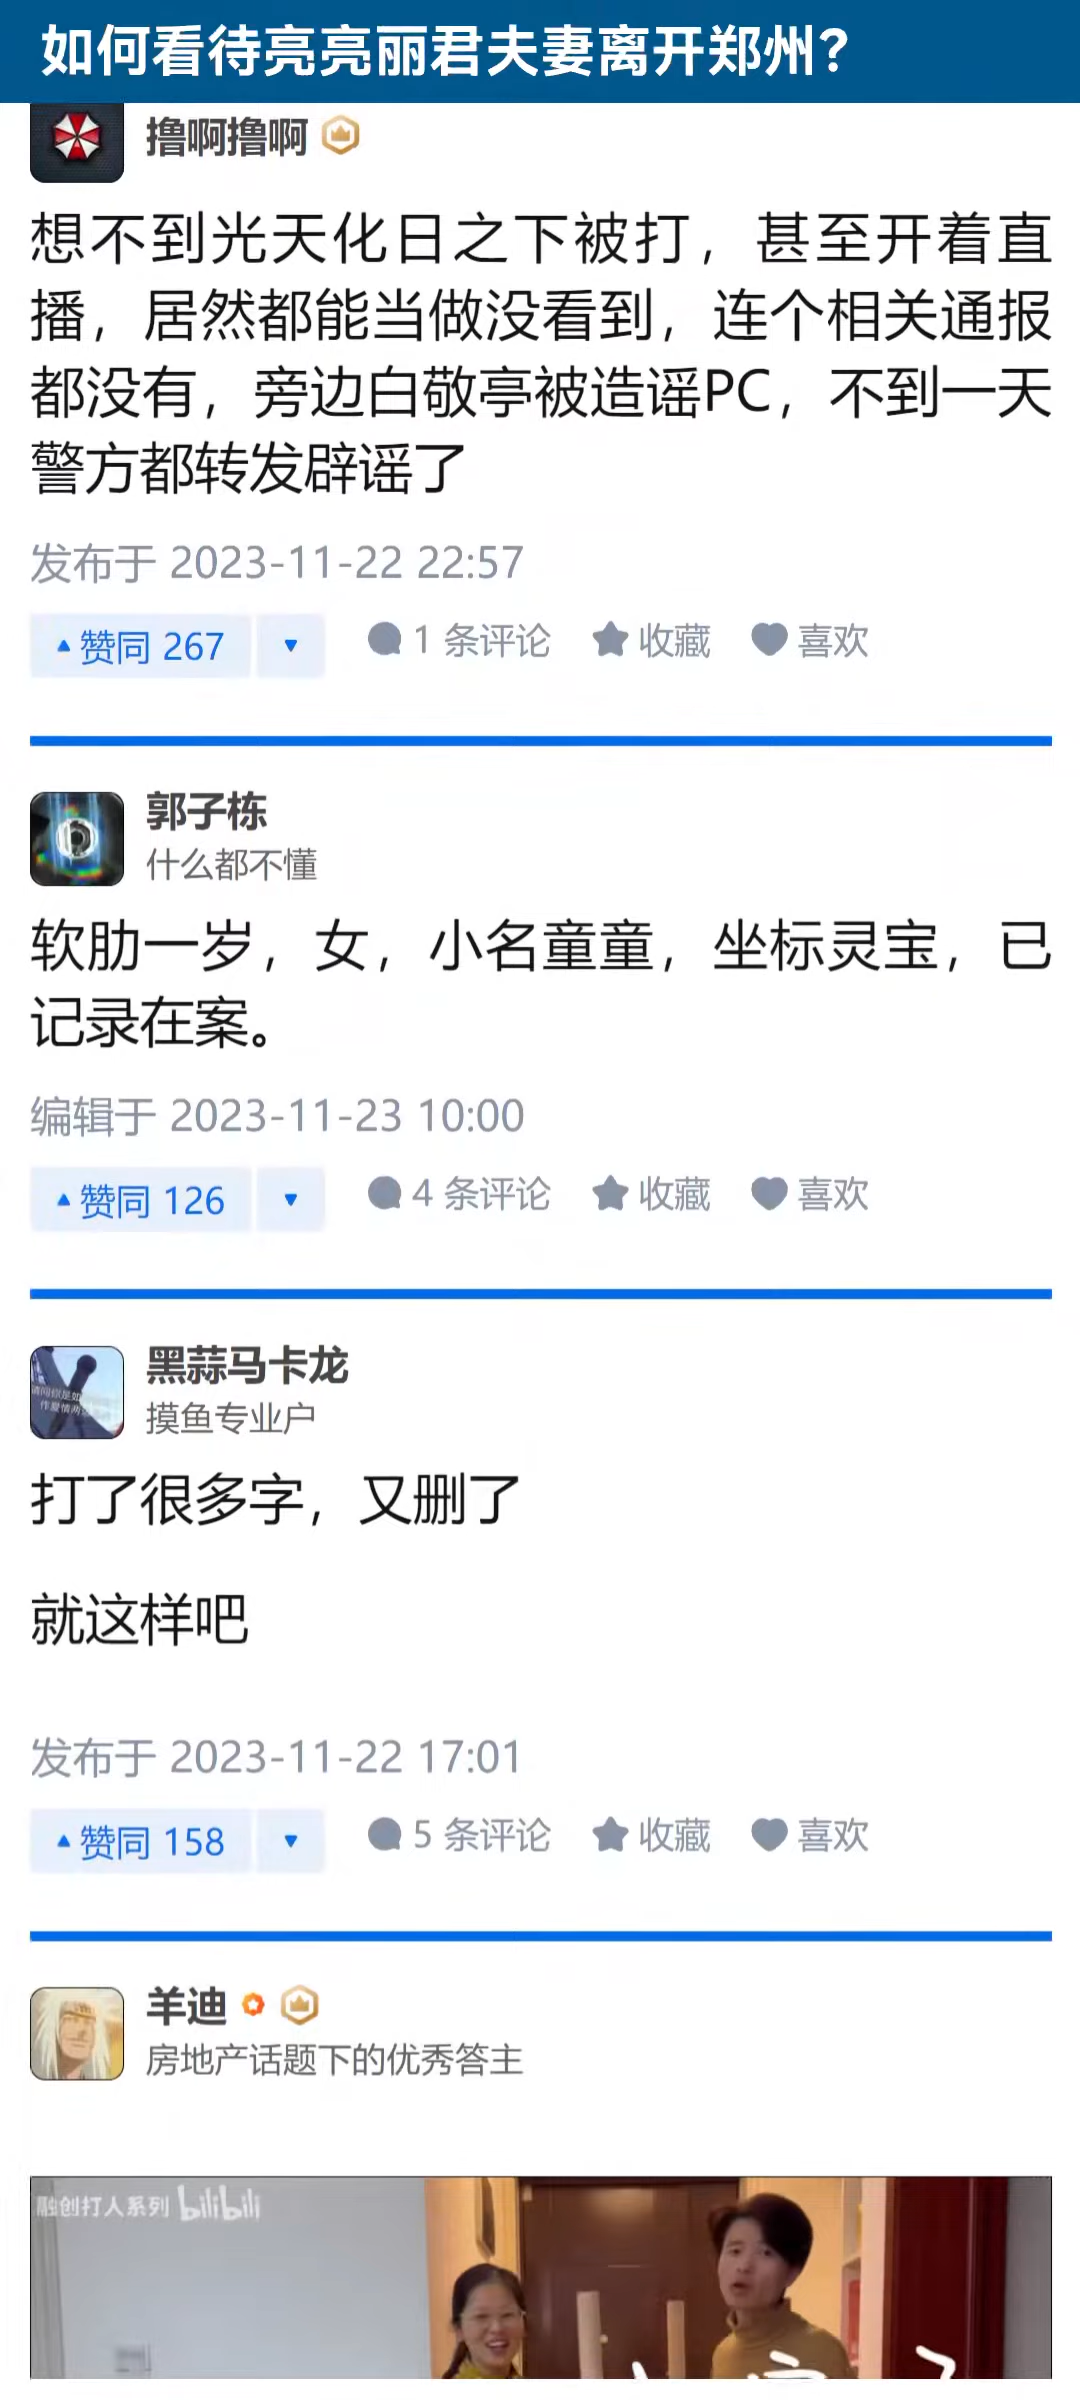 如何看待亮亮丽君夫妻离开郑州？
撸啊撸啊
想不到光天化日之下被打，甚至开着直
播，居然都能当做没看到，连个相关通报
都没有，旁边白敬亭被造谣PC，不到一天
警方都转发辟谣了
发布于 2023-11-22 22:57
赞同 267 1 条评论 收藏 喜欢
郭子栋
什么都不懂
软肋一岁，女，小名童童，坐标灵宝，已
记录在案。
编辑于 2023-11-23 10:00
赞同 126 4 条评论 收藏 喜欢
黑蒜马卡龙
摸鱼专业户
打了很多字，又删了
就这样吧
发布于 2023-11-22 17:01
赞同 158 5 条评论 收藏 喜欢
羊迪
房地产话题下的优秀答主
融创打人系列 bilibili